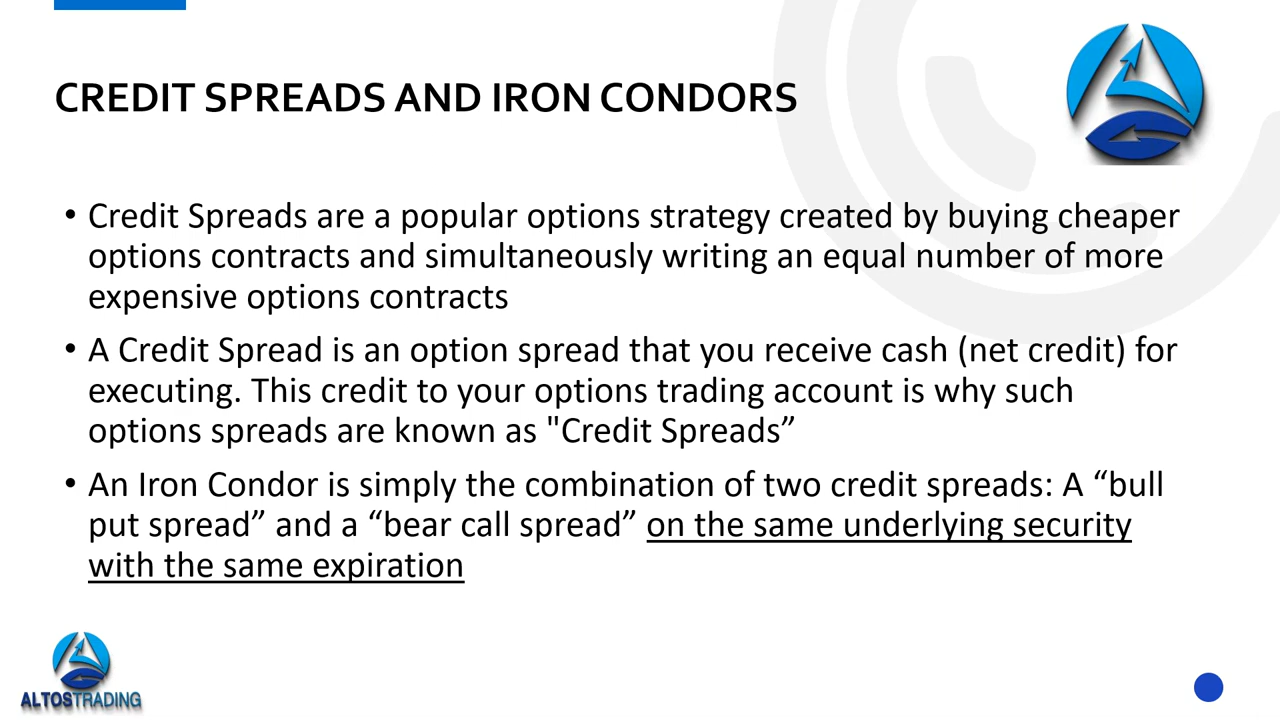 CREDIT SPREADS AND IRON CONDORS
• Credit Spreads are a popular options strategy created by buying cheaper
options contracts and simultaneously writing an equal number of more
expensive options contracts
• A Credit Spread is an option spread that you receive cash (net credit) for
executing. This credit to your options trading account is why such
options spreads are known as "Credit Spreads”
• An Iron Condor is simply the combination of two credit spreads: A “bull
put spread” and a “bear call spread” on the same underlying security
with the same expiration
ALTOSTRADING